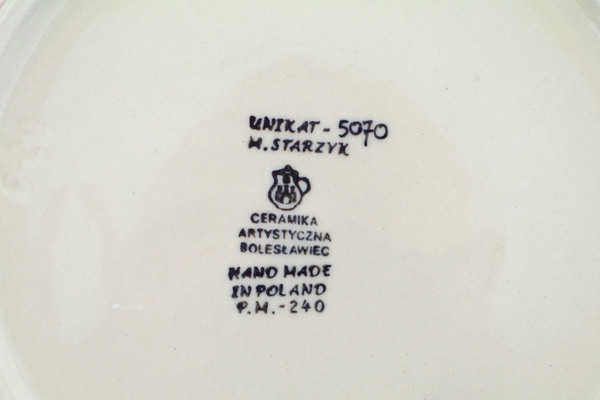 UNIKAT - 5070
M. STARZYK
CERAMIKA
ARTYSTYCZNA
BOLESŁAWIEC
HAND MADE
IN POLAND
P.M.-240